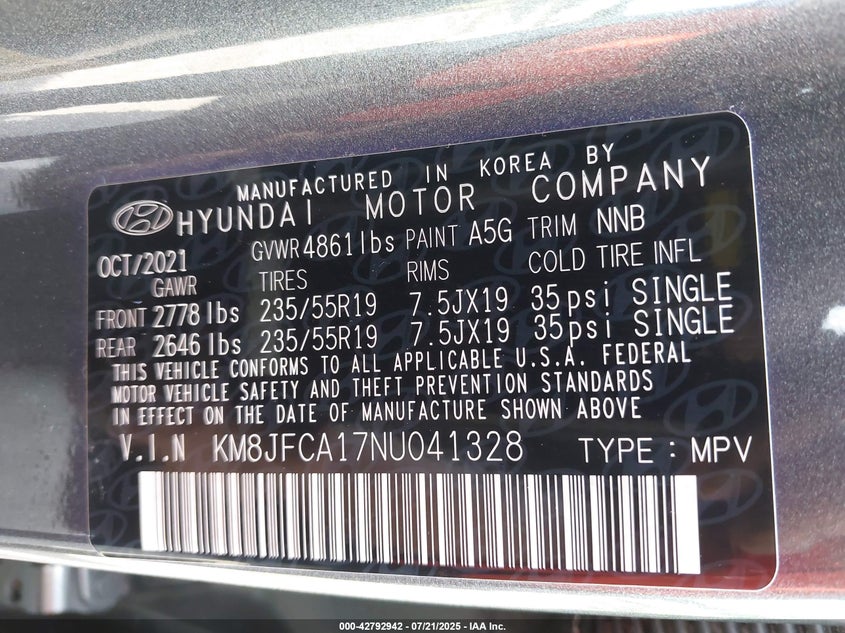 MANUFACTURED IN KOREA BY
HYUNDAI MOTOR COMPANY
OCT/2021 GVWR 4861lbs PAINT A5G TRIM NNB
GAWR TIRES RIMS COLD TIRE INFL
FRONT 2778lbs 235/55R19 7.5JX19 35psi SINGLE
REAR 2646lbs 235/55R19 7.5JX19 35psi SINGLE
THIS VEHICLE CONFORMS TO ALL APPLICABLE U.S.A. FEDERAL
MOTOR VEHICLE SAFETY AND THEFT PREVENTION STANDARDS
IN EFFECT ON THE DATE OF MANUFACTURE SHOWN ABOVE
V.I.N KM8JFCA17NU041328 TYPE : MPV
000-42792942 - 07/21/2025 - IAA Inc.